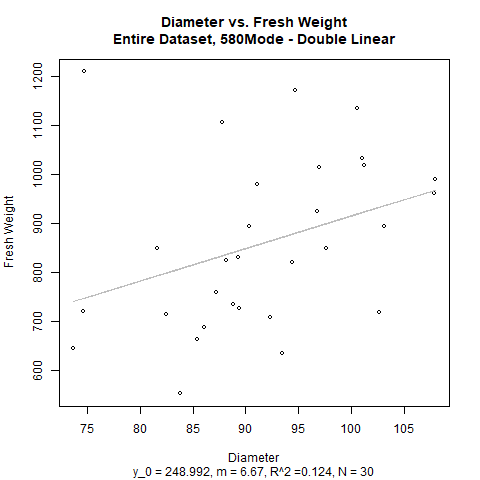 Diameter vs. Fresh Weight
Entire Dataset, 580Mode - Double Linear
Fresh Weight
1200
1100
1000
900
800
700
600
75 80 85 90 95 100 105
Diameter
y_0 = 248.992, m = 6.67, R^2 =0.124, N = 30